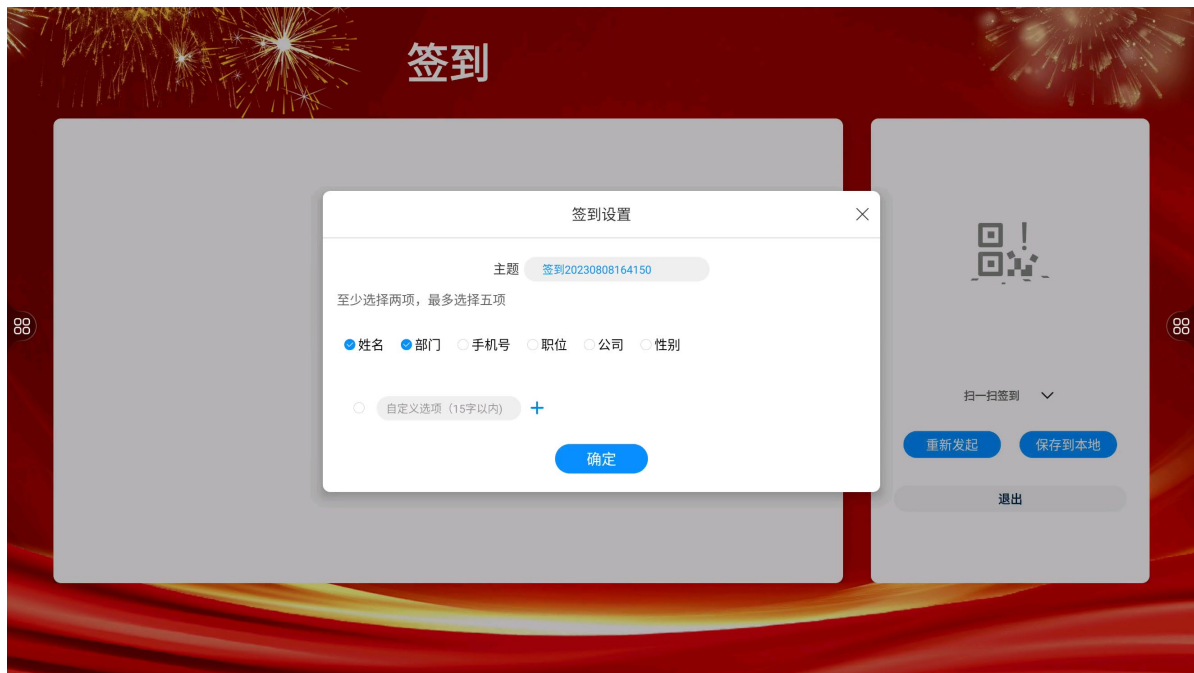 签到
签到设置
主题 签到20230808164150
至少选择两项，最多选择五项
姓名 部门 手机号 职位 公司 性别
自定义选项（15字以内)
确定
扫一扫签到
重新发起 保存到本地
退出